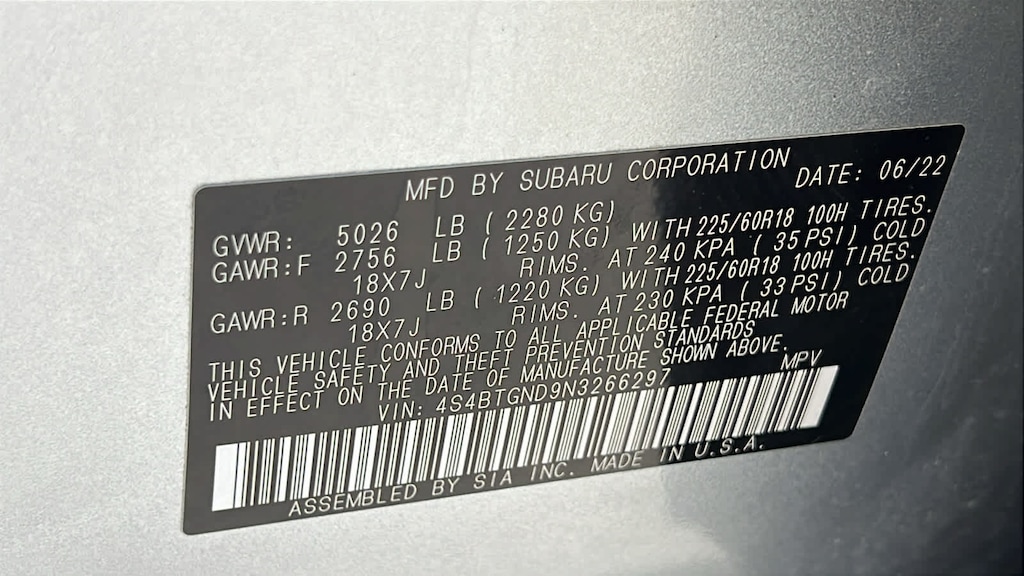 MFD BY SUBARU CORPORATION DATE: 06/22
GVWR: 5026 LB ( 2280 KG)
GAWR:F 2756 LB ( 1250 KG) WITH 225/60R18 100H TIRES.
18X7J RIMS. AT 240 KPA ( 35 PSI) COLD
GAWR:R 2690 LB ( 1220 KG) WITH 225/60R18 100H TIRES.
18X7J RIMS. AT 230 KPA ( 33 PSI) COLD
THIS VEHICLE CONFORMS TO ALL APPLICABLE FEDERAL MOTOR
VEHICLE SAFETY AND THEFT PREVENTION STANDARDS
IN EFFECT ON THE DATE OF MANUFACTURE SHOWN ABOVE.
VIN: 4S4BTGND9N3266297 MPV
ASSEMBLED BY SIA INC. MADE IN U.S.A.